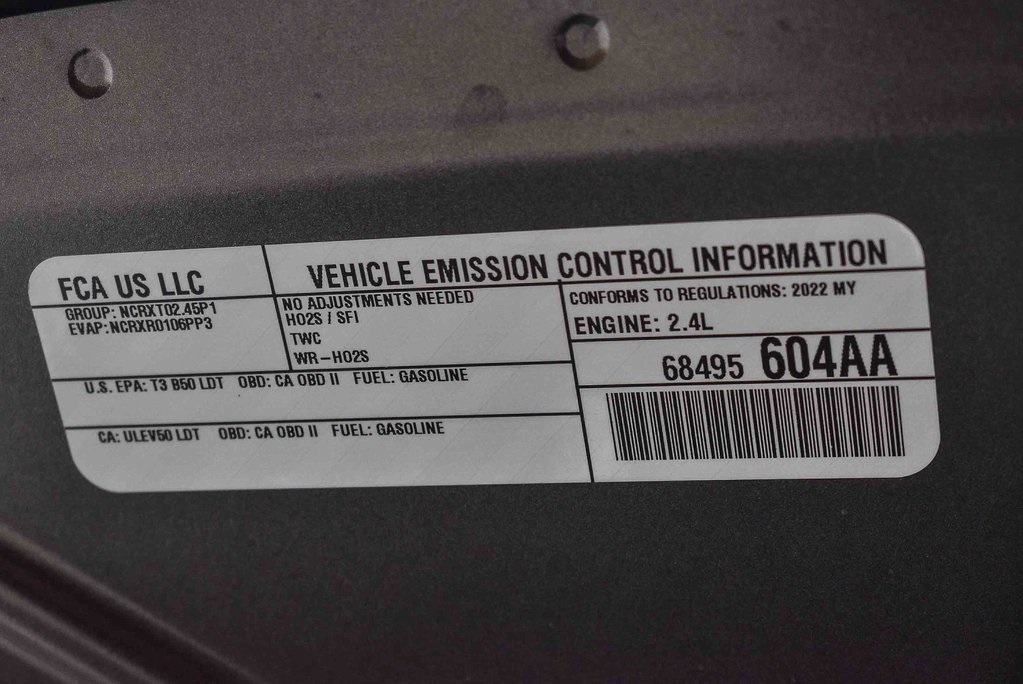 FCA US LLC
VEHICLE EMISSION CONTROL INFORMATION
GROUP: NCRXT02.45P1
EVAP: NCRXR0106PP3
NO ADJUSTMENTS NEEDED
HO2S / SFI
TWC
WR-HO2S
CONFORMS TO REGULATIONS: 2022 MY
ENGINE: 2.4L
68495 604AA
U.S. EPA: T3 B50 LDT OBD: CA OBD II FUEL: GASOLINE
CA: ULEV50 LDT OBD: CA OBD II FUEL: GASOLINE